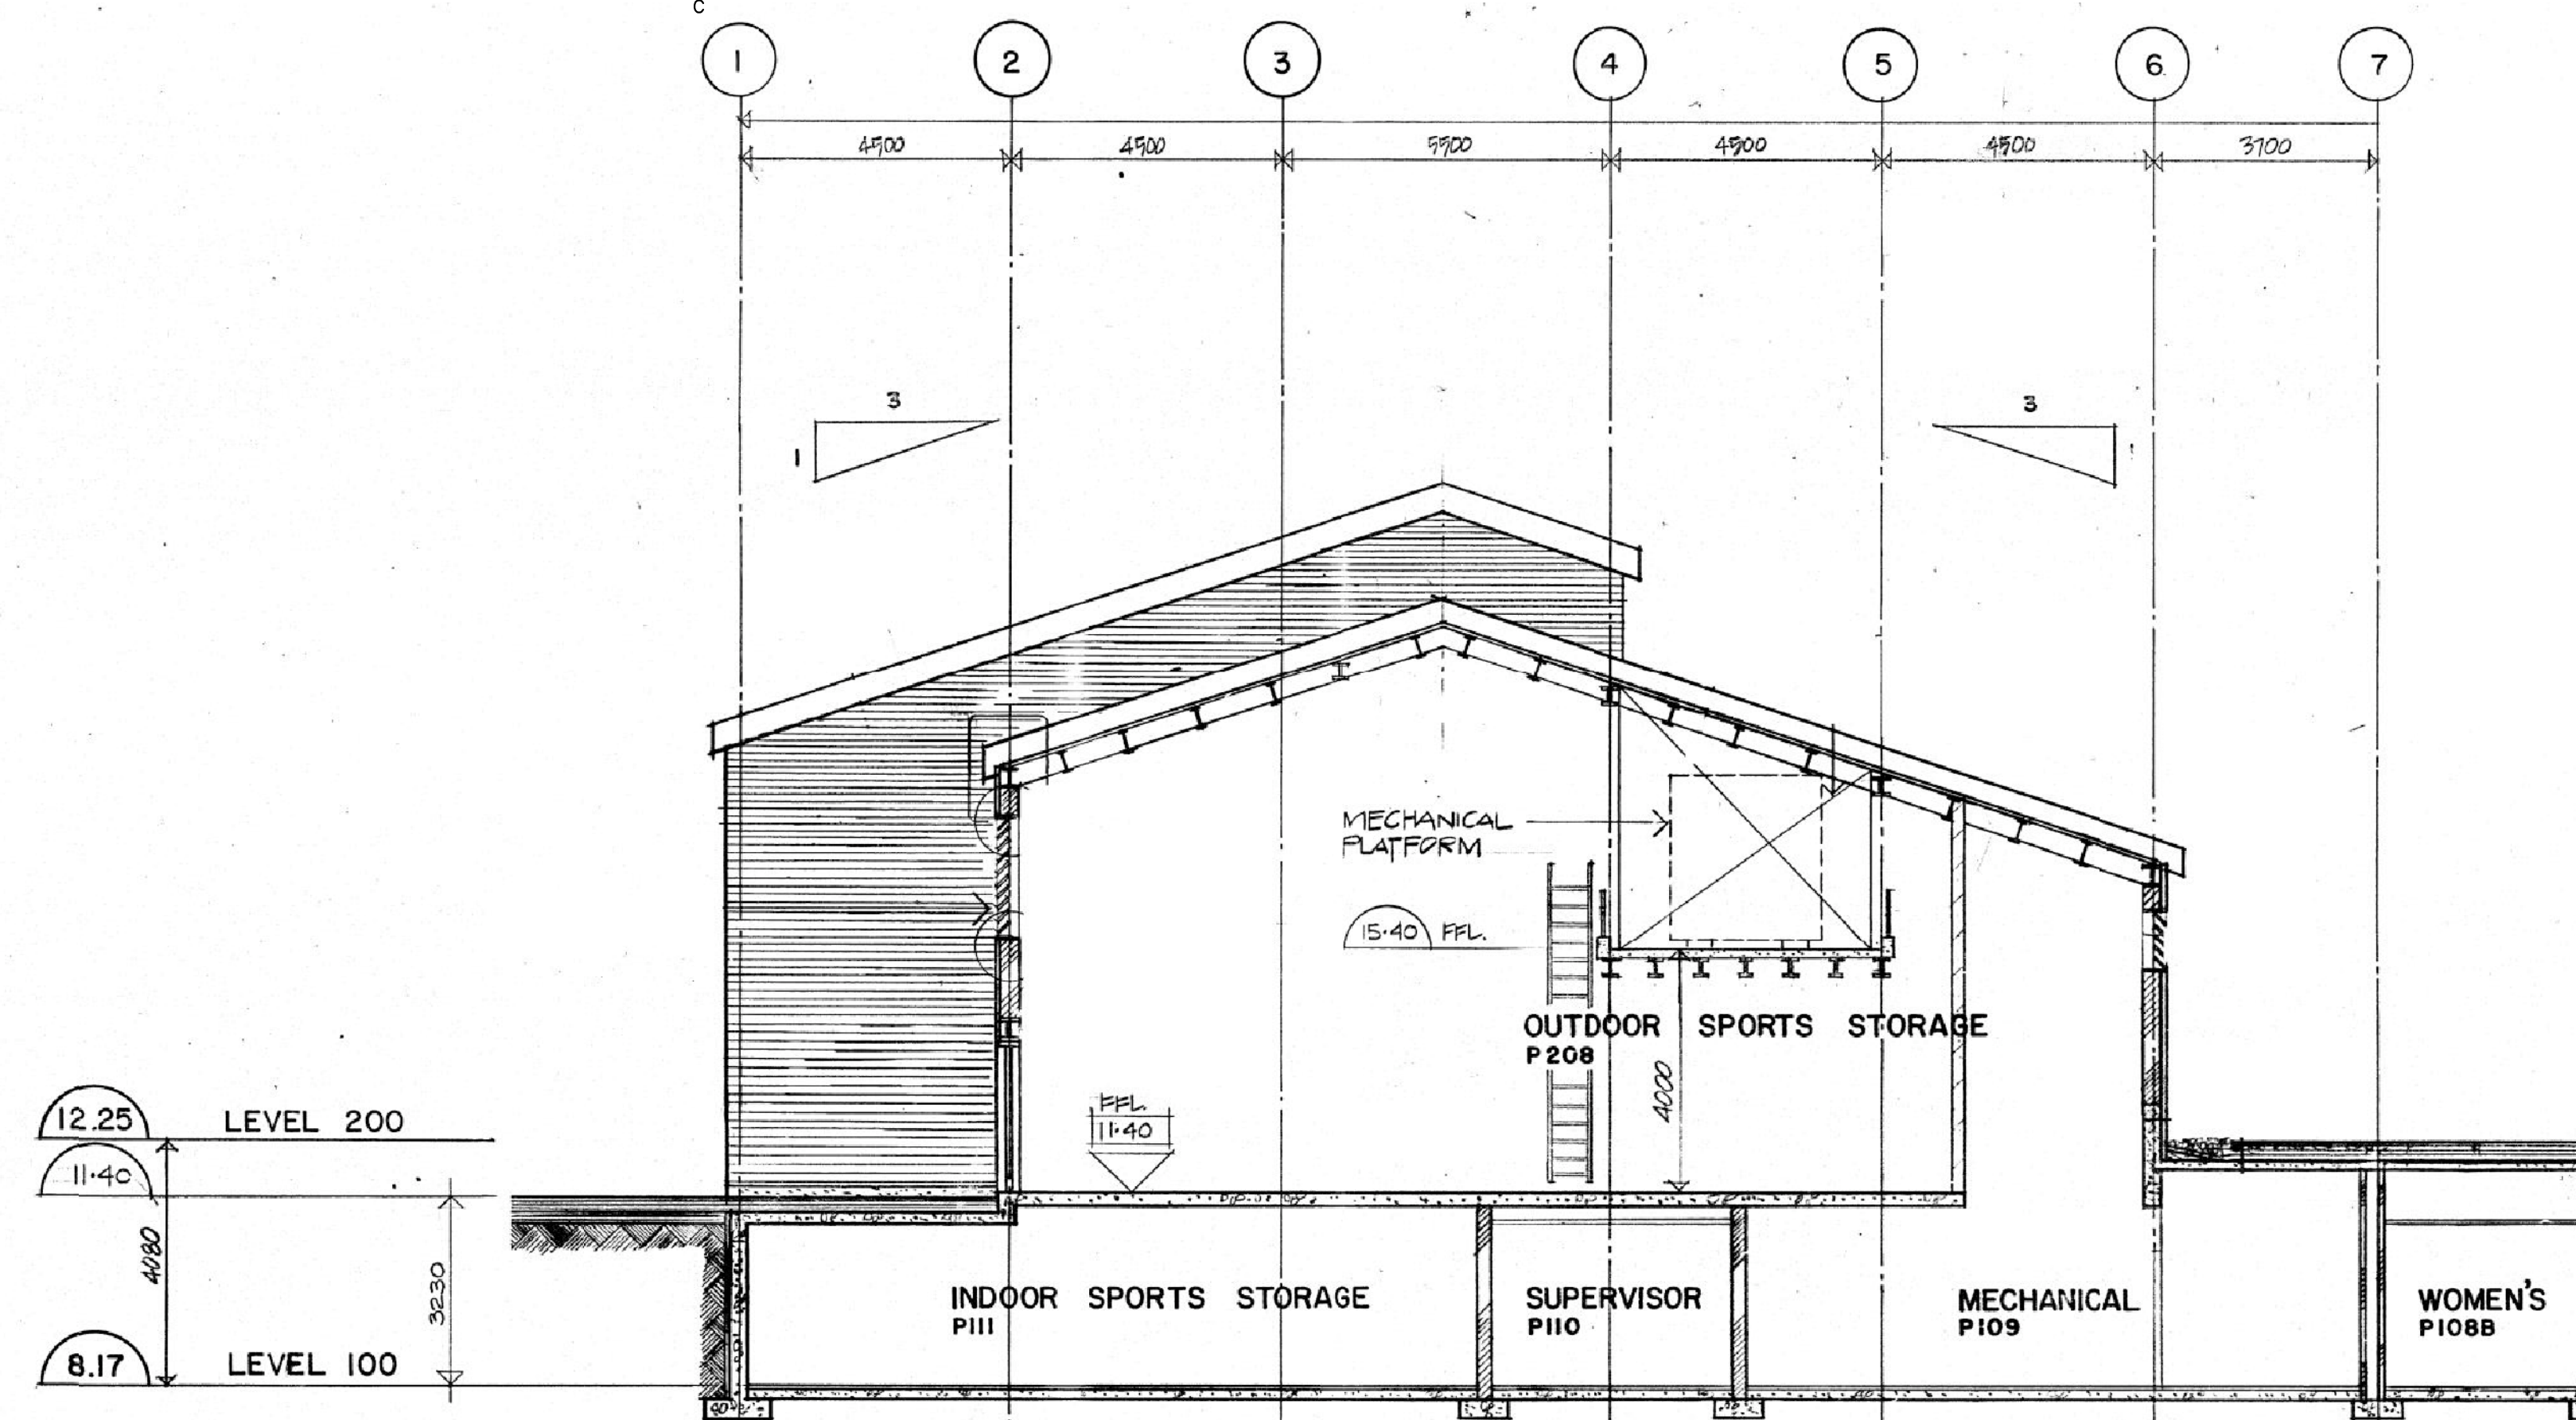 C
1 2 3 4 5 6 7
4500 4500 5500 4500 4500 3700
3 3
1 1
MECHANICAL
PLATFORM
15.40 FFL.
OUTDOOR SPORTS STORAGE
P208
4000
FFL.
11.40
12.25 LEVEL 200
11.40
4080
3230
INDOOR SPORTS STORAGE
P111
SUPERVISOR
P110
MECHANICAL
P109
WOMEN'S
P108B
8.17 LEVEL 100